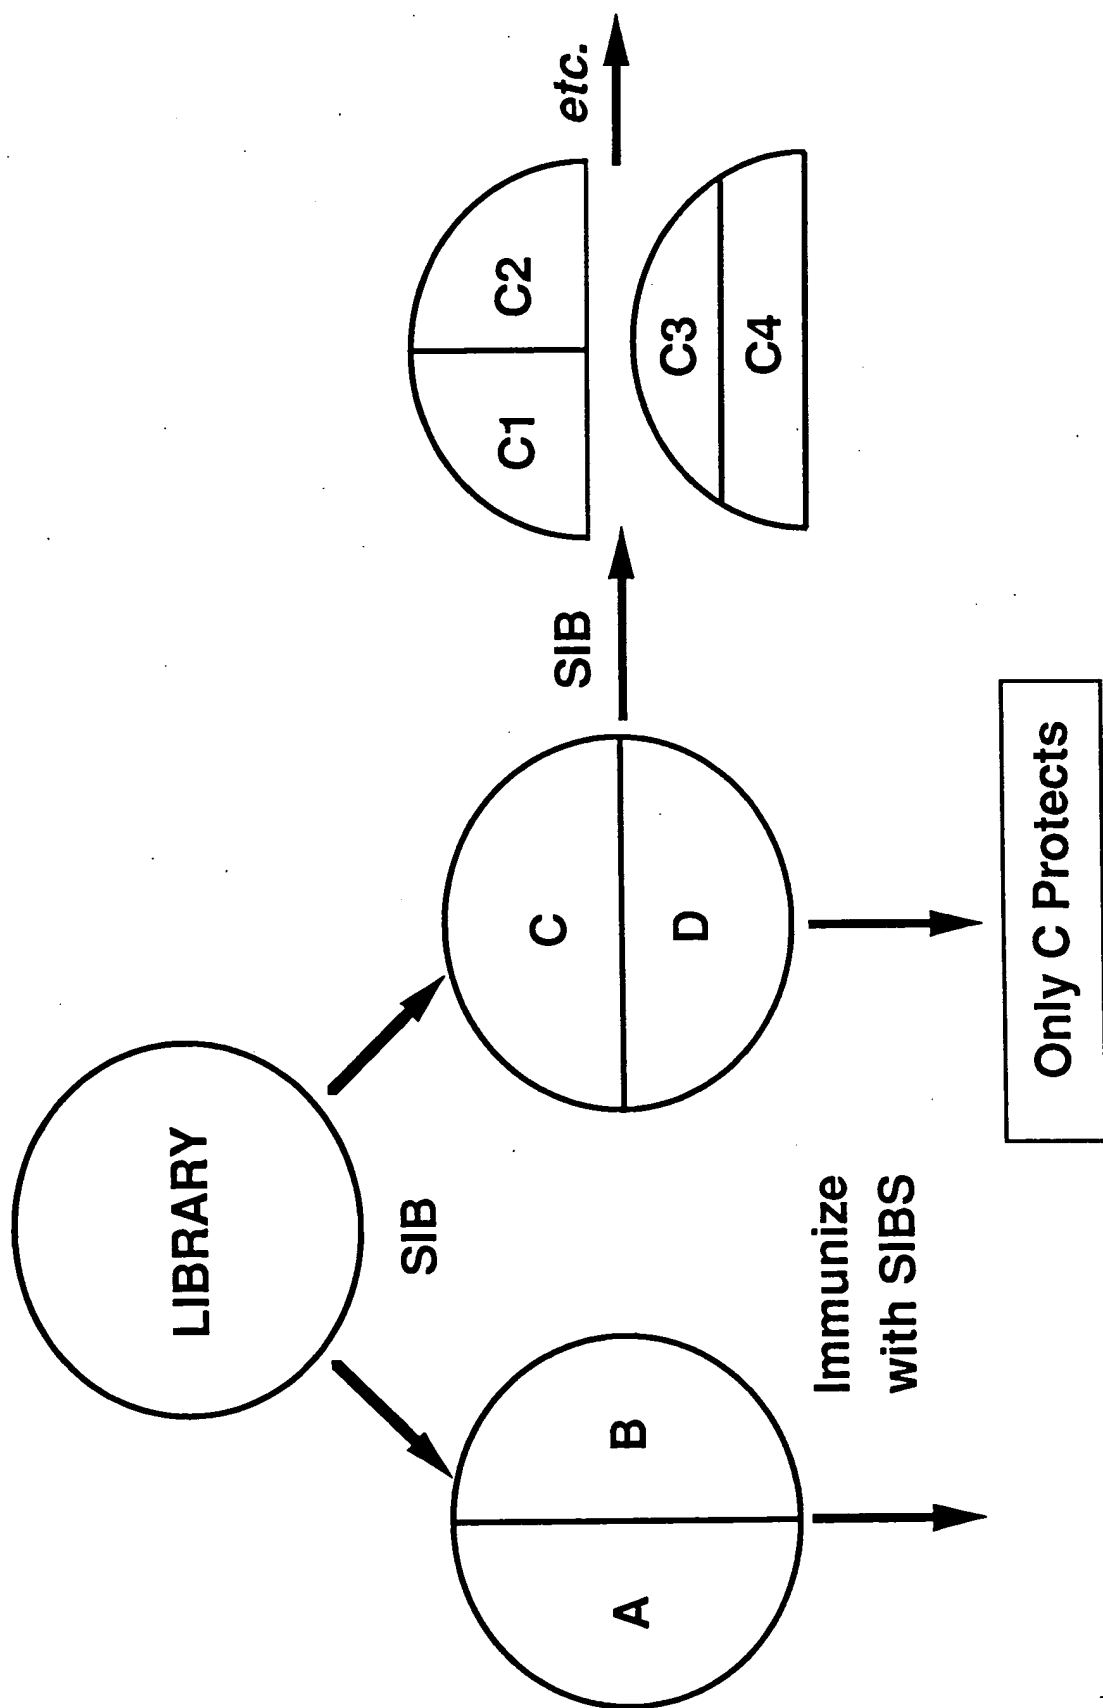 LIBRARY
SIB
A
B
C
D
SIB
C1
C2
C3
C4
etc.
Immunize
with SIBS
Only C Protects